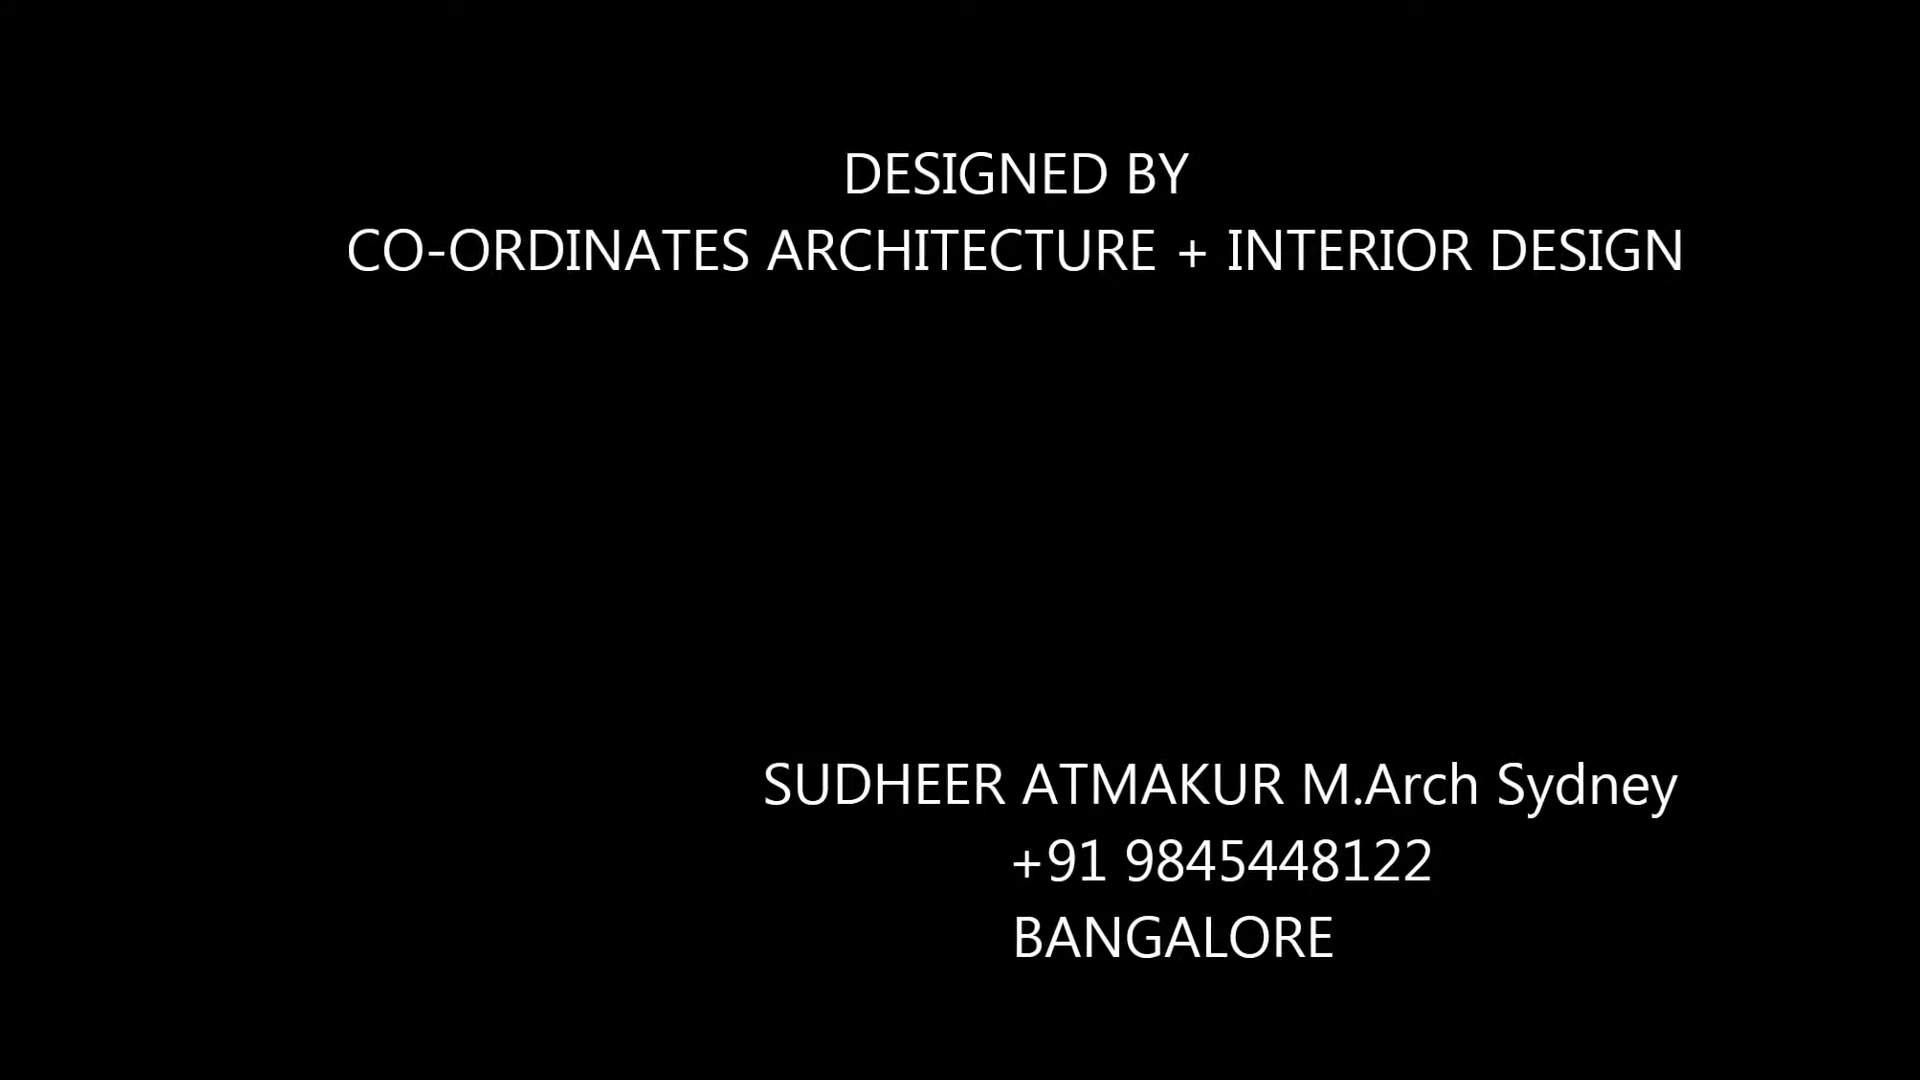 DESIGNED BY
CO-ORDINATES ARCHITECTURE + INTERIOR DESIGN
SUDHEER ATMAKUR M.Arch Sydney
+91 9845448122
BANGALORE